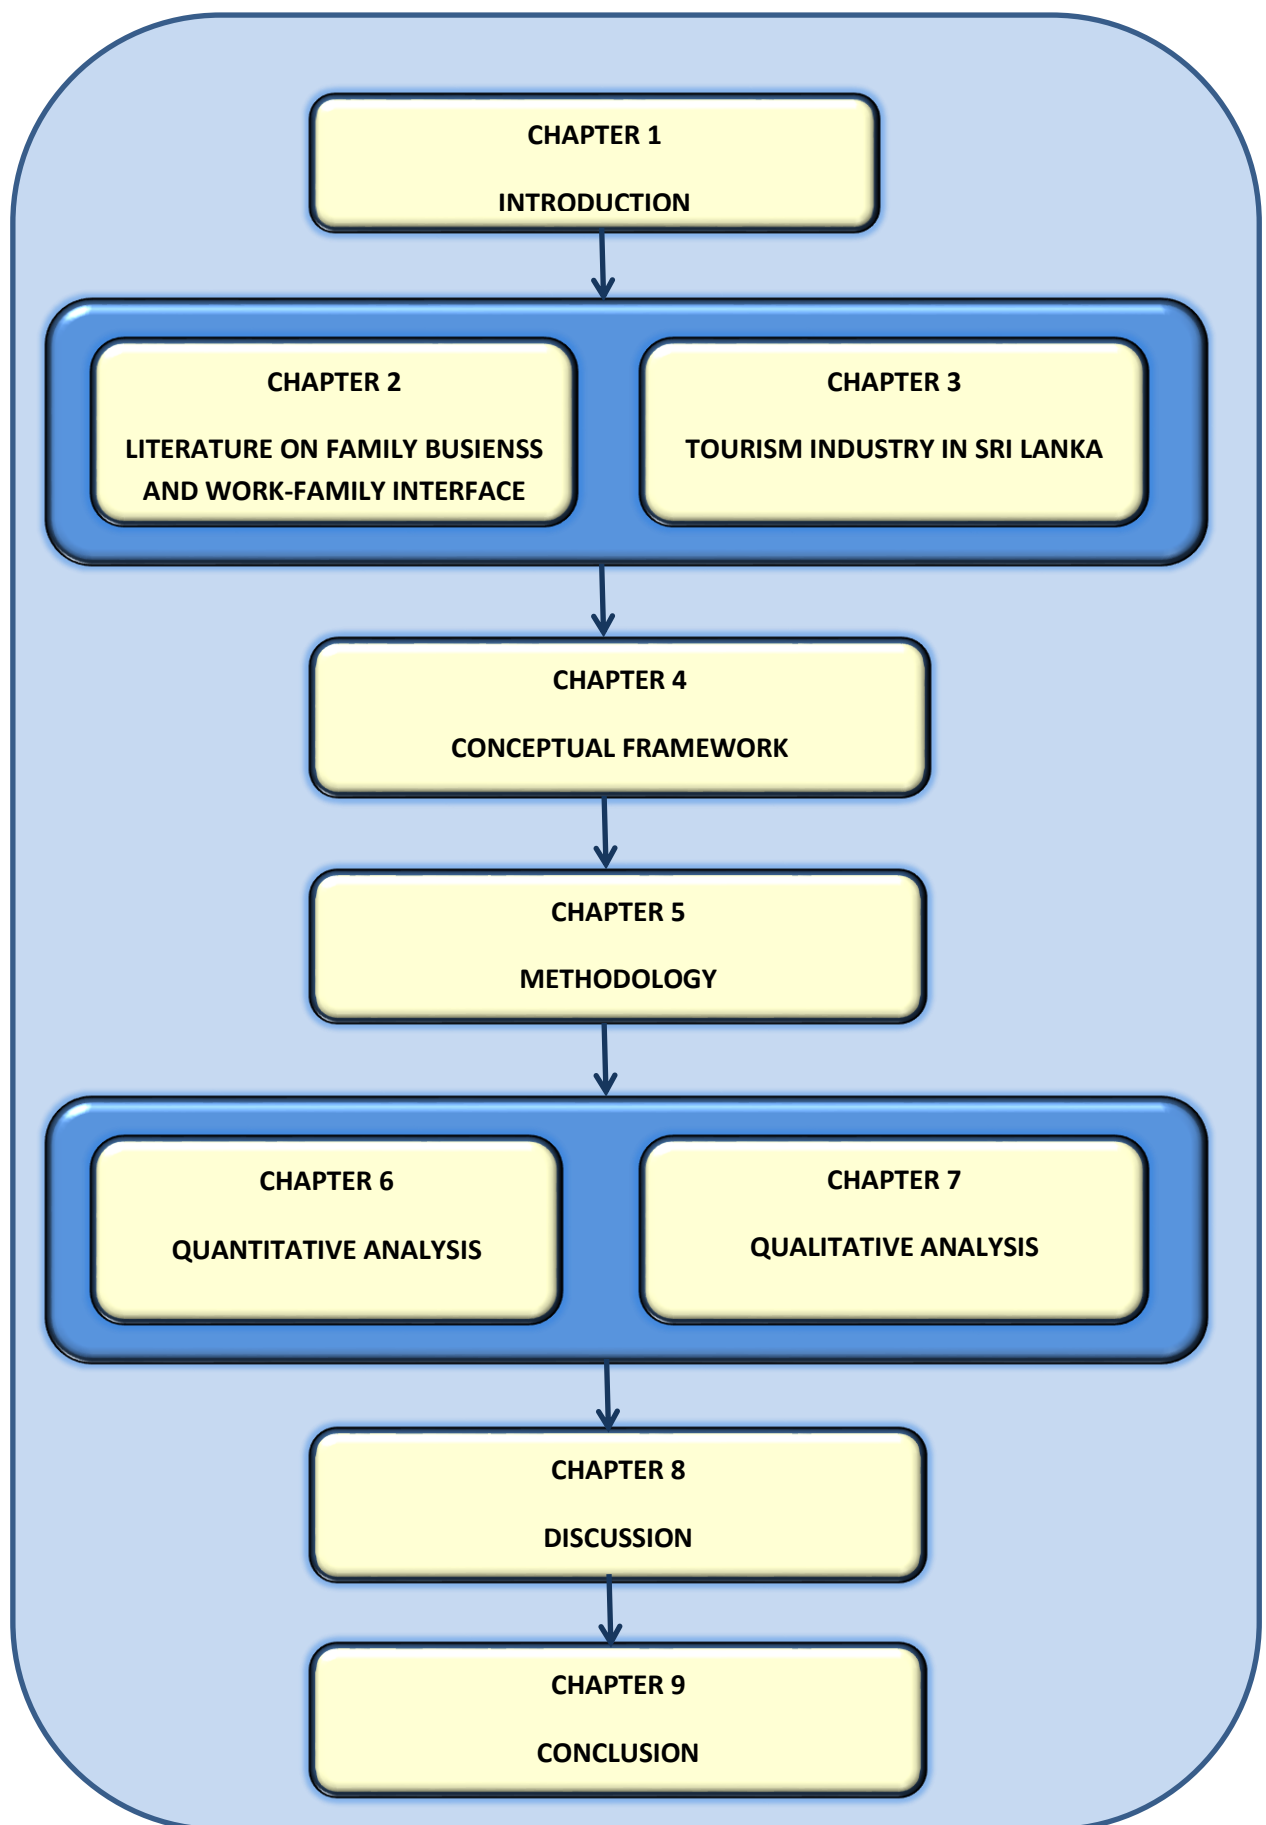 CHAPTER 1
INTRODUCTION
CHAPTER 2
LITERATURE ON FAMILY BUSIENSS
AND WORK-FAMILY INTERFACE
CHAPTER 3
TOURISM INDUSTRY IN SRI LANKA
CHAPTER 4
CONCEPTUAL FRAMEWORK
CHAPTER 5
METHODOLOGY
CHAPTER 6
QUANTITATIVE ANALYSIS
CHAPTER 7
QUALITATIVE ANALYSIS
CHAPTER 8
DISCUSSION
CHAPTER 9
CONCLUSION